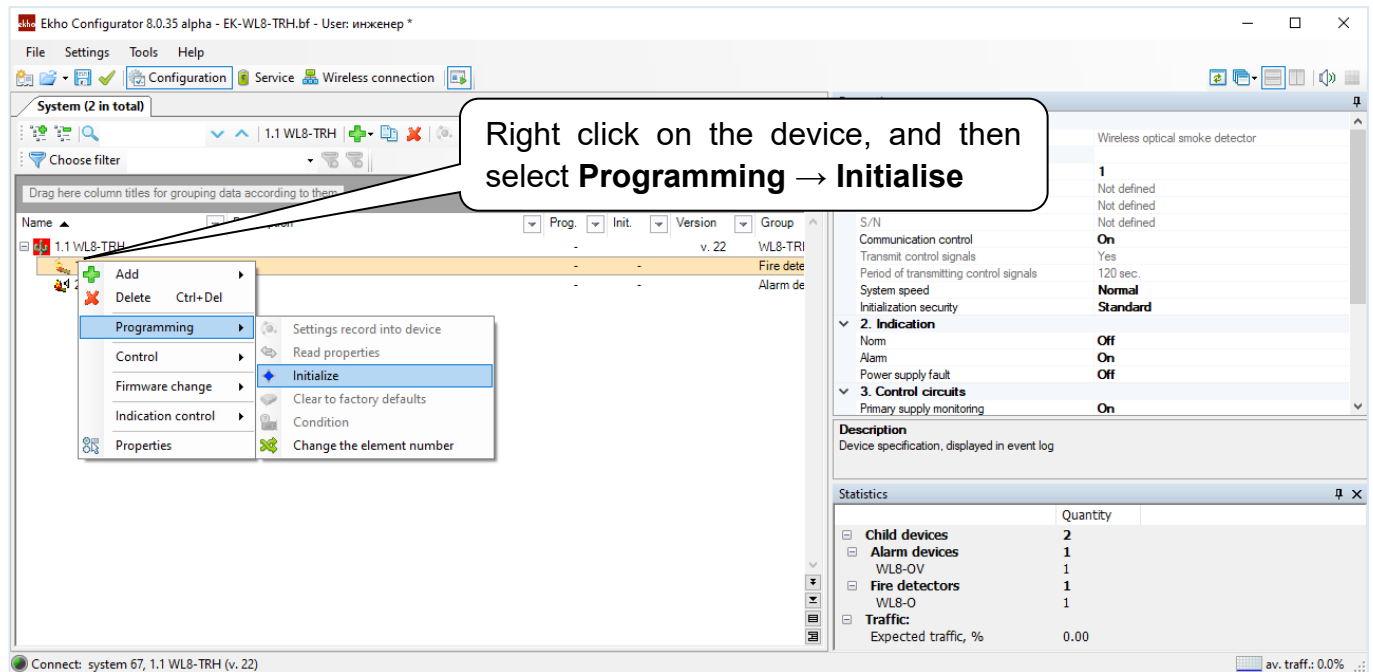 ekho Ekho Configurator 8.0.35 alpha - EK-WL8-TRH.bf - User: инженер *
File Settings Tools Help
Configuration Service Wireless connection
System (2 in total)
1.1 WL8-TRH
Choose filter
Drag here column titles for grouping data according to them
Name Prog. Init. Version Group
1.1 WL8-TRH - v. 22 WL8-TRI
- - Fire dete
2 - - Alarm de
Right click on the device, and then
select Programming → Initialise
Add
Delete Ctrl+Del
Programming
Control
Firmware change
Indication control
Properties
Settings record into device
Read properties
Initialize
Clear to factory defaults
Condition
Change the element number
Wireless optical smoke detector
1
Not defined
Not defined
S/N Not defined
Communication control On
Transmit control signals Yes
Period of transmitting control signals 120 sec.
System speed Normal
Initialization security Standard
2. Indication
Norm Off
Alarm On
Power supply fault Off
3. Control circuits
Primary supply monitoring On
Description
Device specification, displayed in event log
Statistics
Quantity
Child devices 2
Alarm devices 1
WL8-OV 1
Fire detectors 1
WL8-O 1
Traffic:
Expected traffic, % 0.00
Connect: system 67, 1.1 WL8-TRH (v. 22) av. traff.: 0.0%